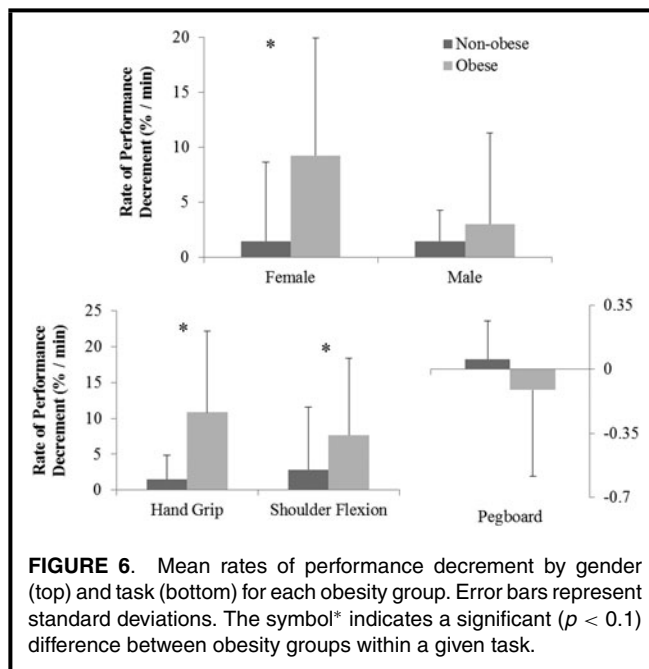 20
15
10
5
0
Rate of Performance
Decrement (% / min)
*
Non-obese
Obese
Female
Male
25
20
15
10
5
0
Rate of Performance
Decrement (% / min)
*
*
Hand Grip
Shoulder Flexion
0.35
0
-0.35
-0.7
Pegboard
FIGURE 6. Mean rates of performance decrement by gender
(top) and task (bottom) for each obesity group. Error bars represent
standard deviations. The symbol* indicates a significant (p < 0.1)
difference between obesity groups within a given task.